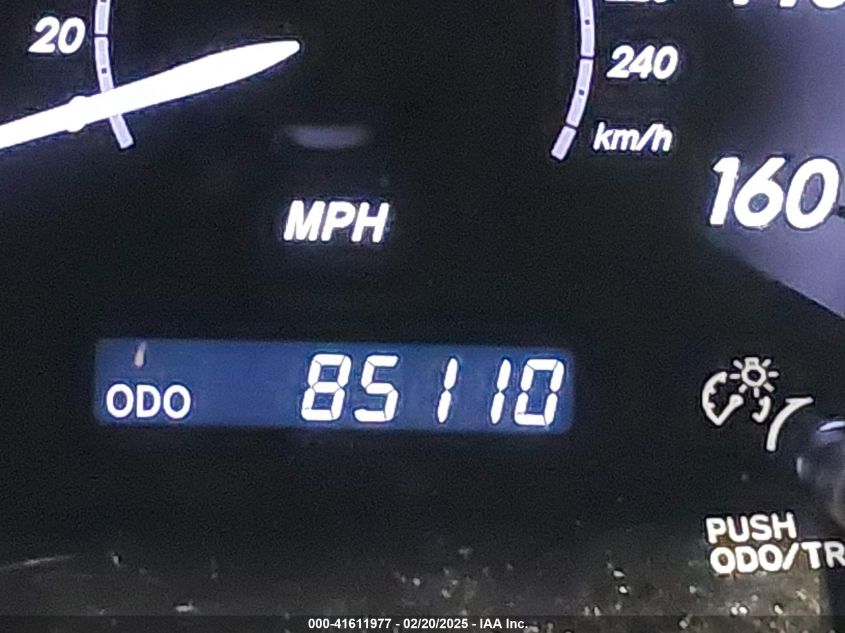 20
240
km/h
160
MPH
ODO 85110
PUSH
ODO/TR
000-41611977 - 02/20/2025 - IAA Inc.